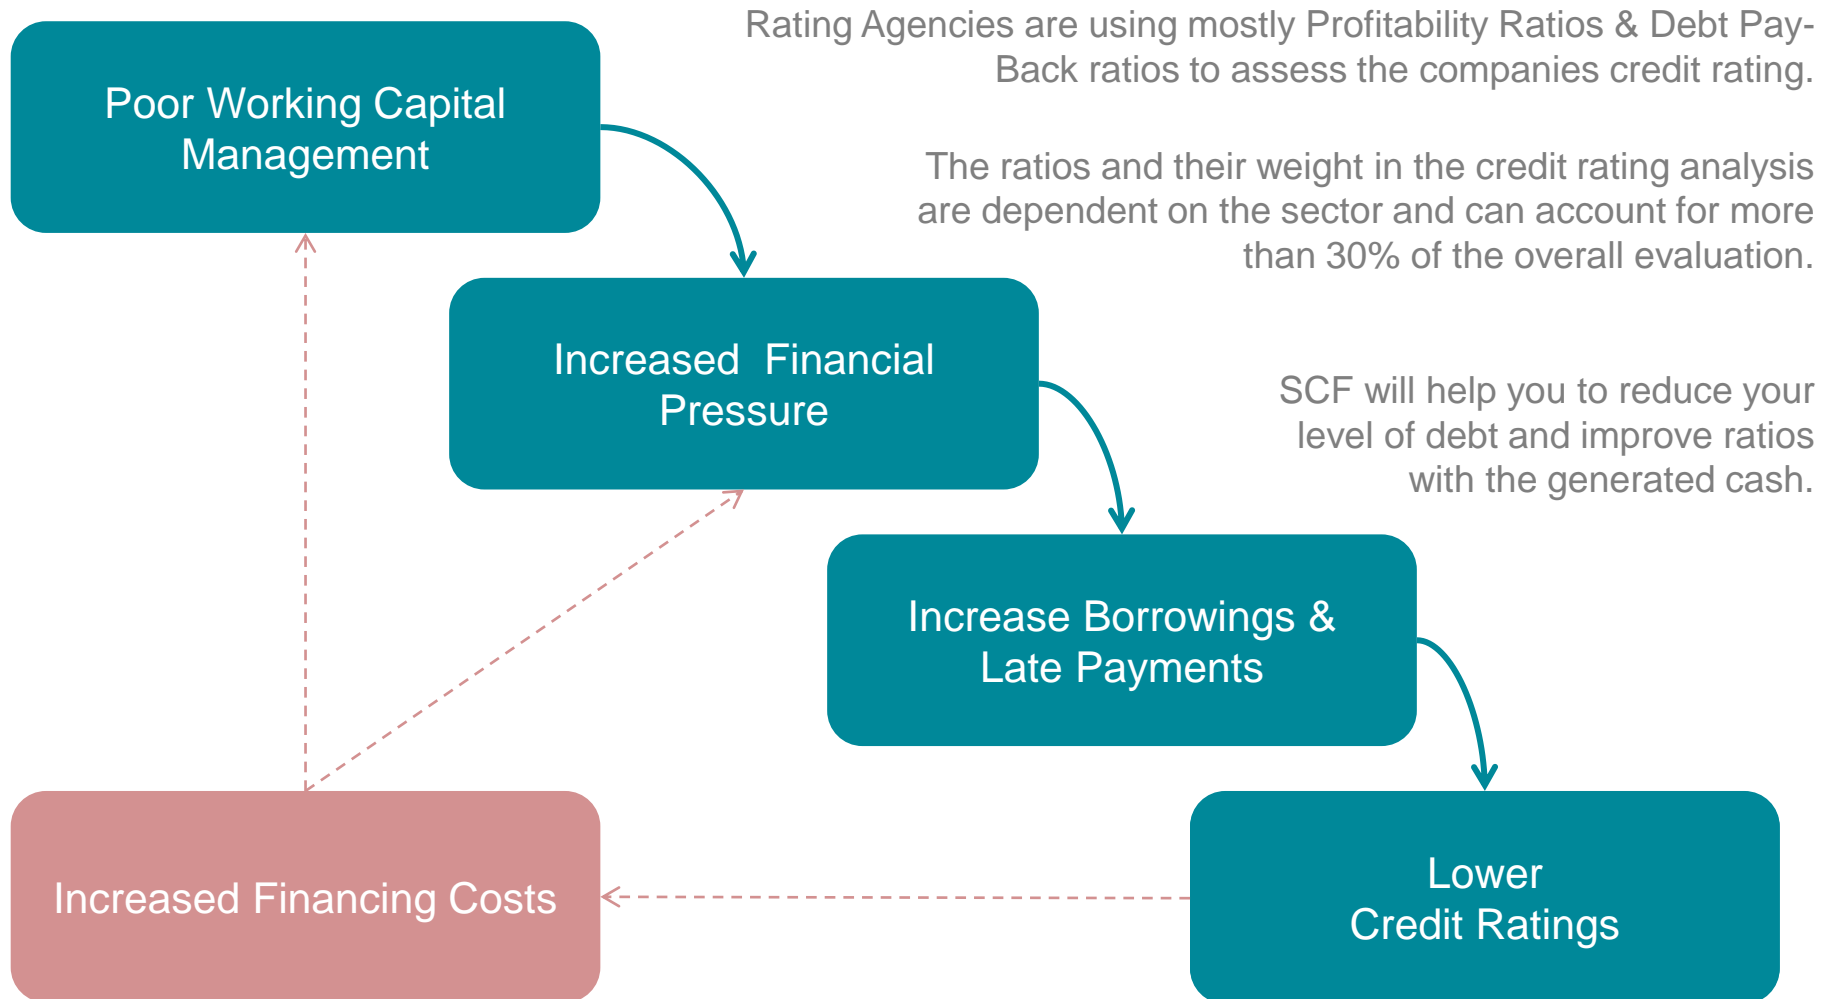 Rating Agencies are using mostly Profitability Ratios & Debt Pay-
Back ratios to assess the companies credit rating.
Poor Working Capital
Management
The ratios and their weight in the credit rating analysis
are dependent on the sector and can account for more
than 30% of the overall evaluation.
Increased  Financial
Pressure
SCF will help you to reduce your
level of debt and improve ratios
with the generated cash.
Increase Borrowings &
Late Payments
Lower
Credit Ratings
Increased Financing Costs